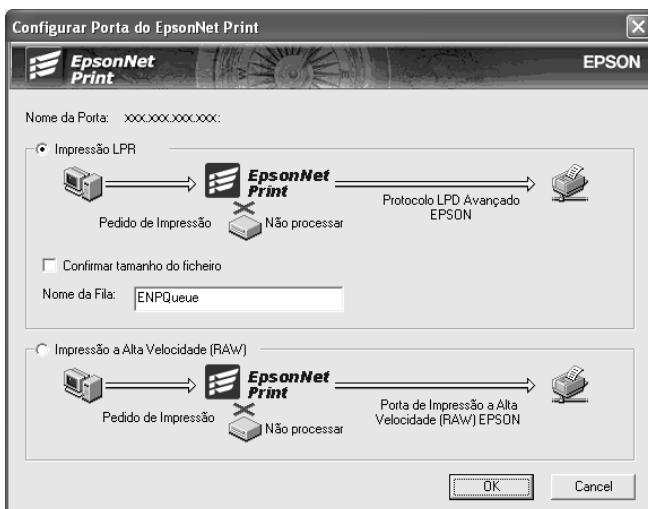 Configurar Porta do EpsonNet Print
EpsonNet
Print
EPSON
Nome da Porta: xxx.xxx.xxx.xxx:
Impressão LPR
EpsonNet
Print
Pedido de Impressão
Não processar
Protocolo LPD Avançado
EPSON
Confirmar tamanho do ficheiro
Nome da Fila: ENPQueue
Impressão a Alta Velocidade (RAW)
EpsonNet
Print
Pedido de Impressão
Não processar
Porta de Impressão a Alta
Velocidade (RAW) EPSON
OK
Cancel